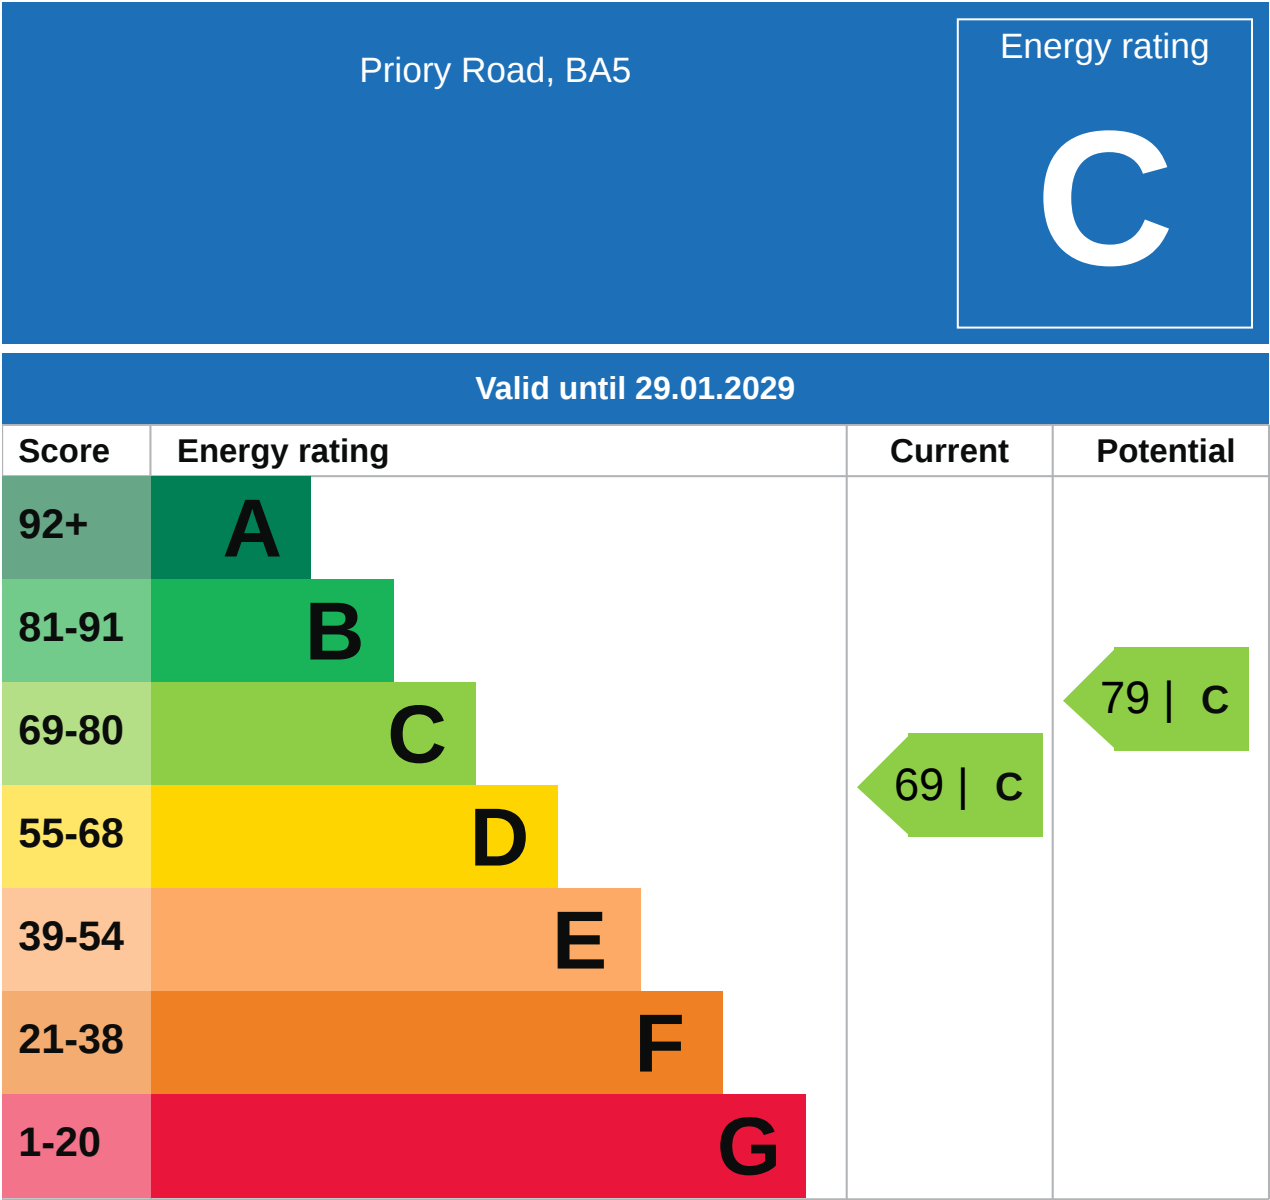 Priory Road, BA5
Energy rating
C
Valid until 29.01.2029
Score Energy rating Current Potential
92+ A
81-91 B
69-80 C
79 | C
69 | C
55-68 D
39-54 E
21-38 F
1-20 G